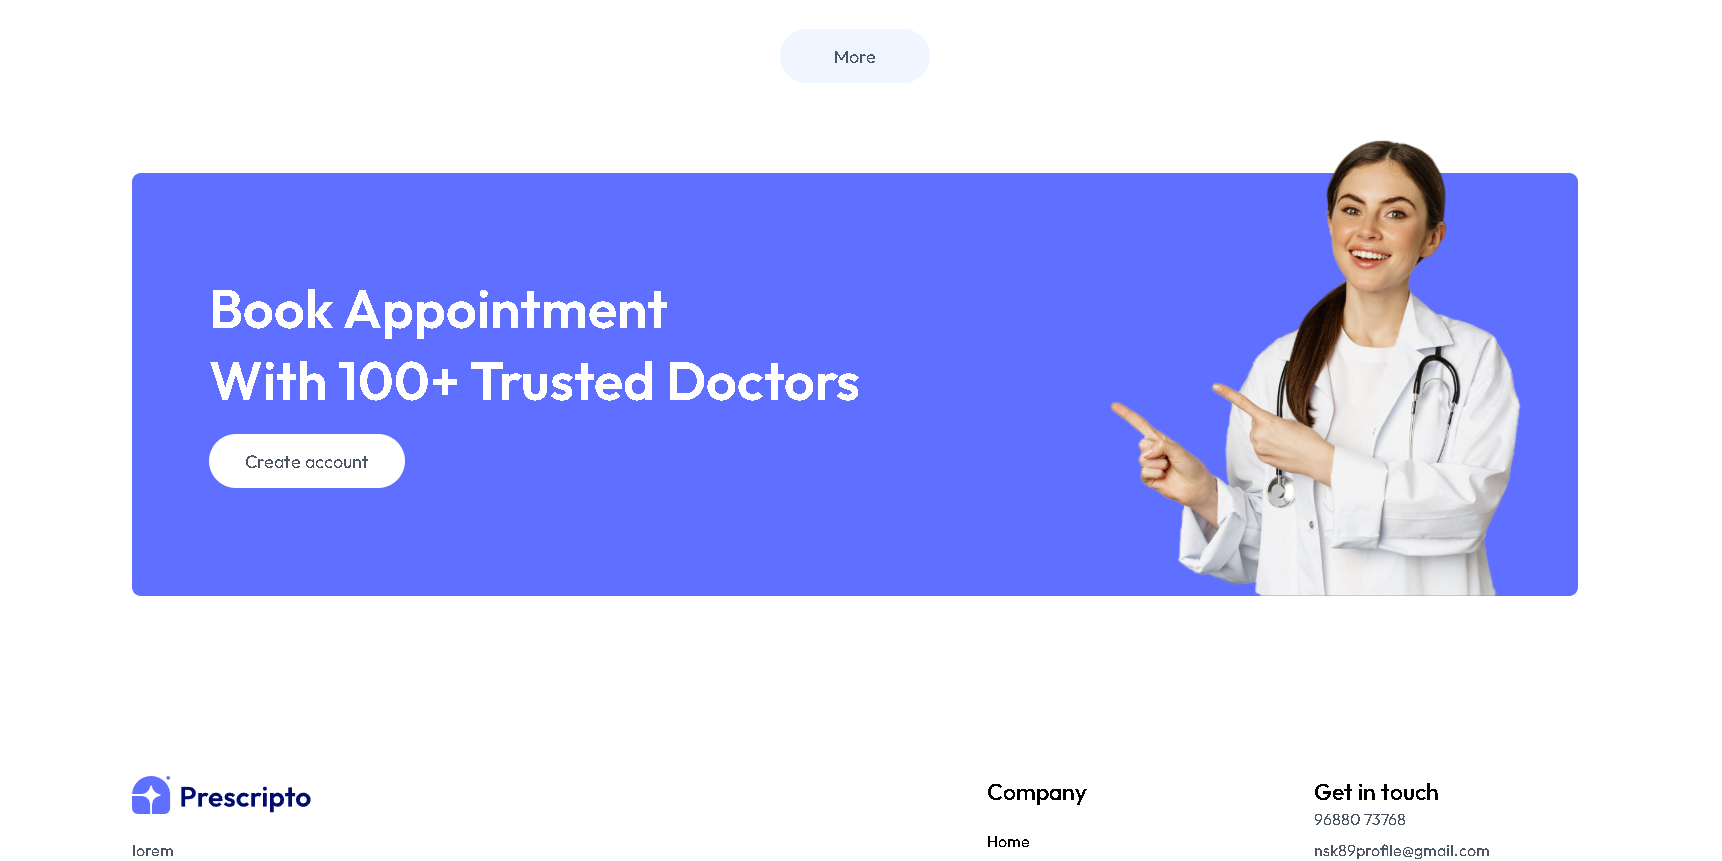 More
Book Appointment
With 100+ Trusted Doctors
Create account
Prescripto
lorem
Company
Home
Get in touch
96880 73768
nsk89profile@gmail.com